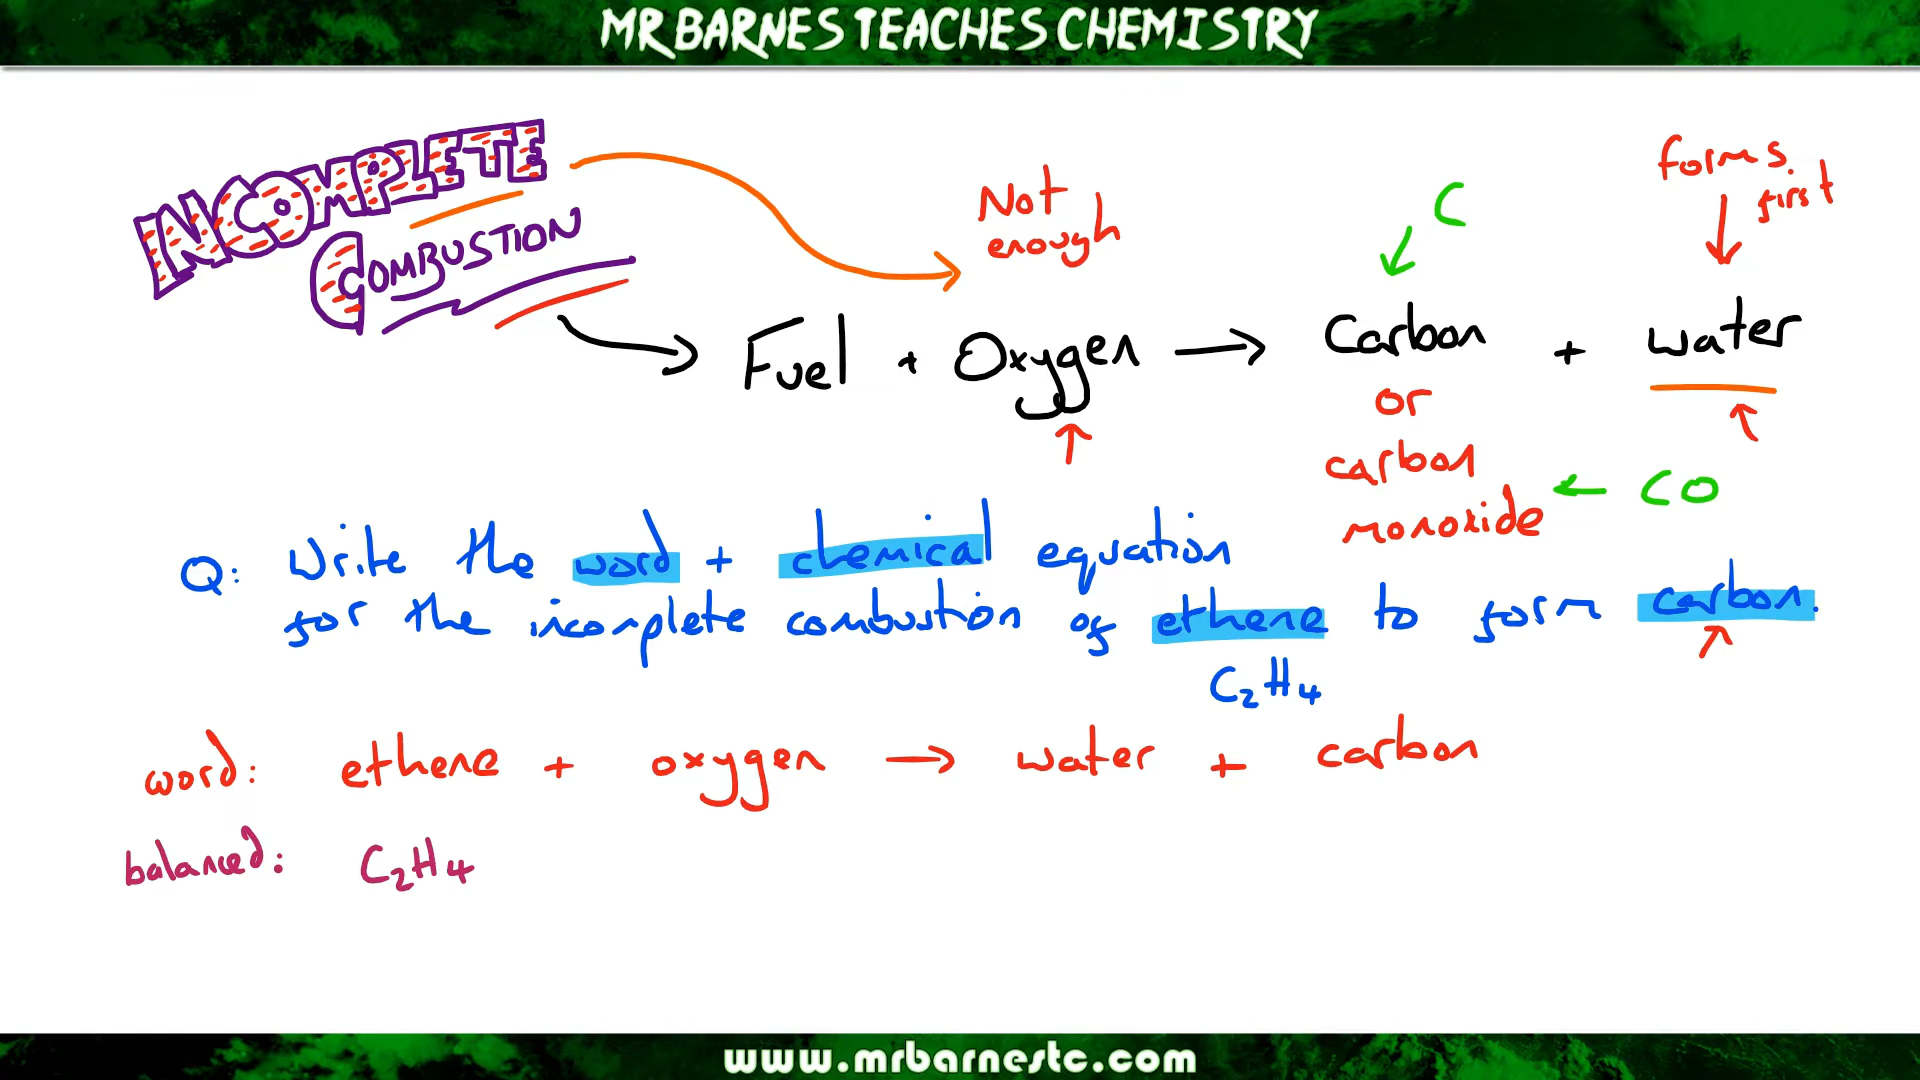 MR BARNES TEACHES CHEMISTRY
INCOMPLETE
COMBUSTION
Not
enough
C
forms
first
Fuel + Oxygen → Carbon + water
or
carbon
monoxide ← CO
Q: Write the word + chemical equation
for the incomplete combustion of ethene to form carbon.
C₂H₄
word: ethene + oxygen → water + carbon
balanced: C₂H₄
www.mrbarnestc.com